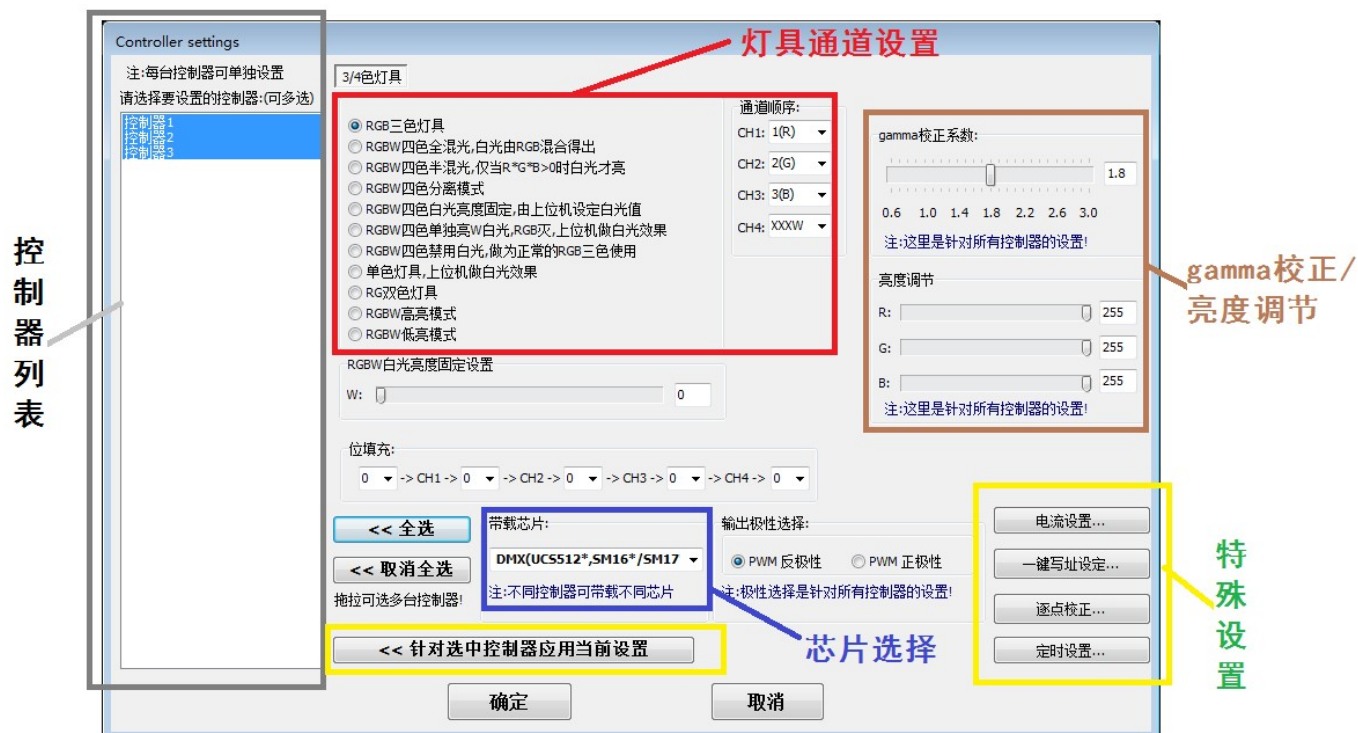 Controller settings
灯具通道设置
注:每台控制器可单独设置
请选择要设置的控制器:(可多选)
控制器1
控制器2
控制器3
控制器列表
3/4色灯具
RGB三色灯具
RGBW四色全混光,白光由RGB混合得出
RGBW四色半混光,仅当R*G*B>0时白光才亮
RGBW四色分离模式
RGBW四色白光亮度固定,由上位机设定白光值
RGBW四色单独亮W白光,RGB灭,上位机做白光效果
RGBW四色禁用白光,做为正常的RGB三色使用
单色灯具,上位机做白光效果
RG双色灯具
RGBW高亮模式
RGBW低亮模式
通道顺序:
CH1: 1(R)
CH2: 2(G)
CH3: 3(B)
CH4: XXXW
gamma校正系数:
1.8
0.6 1.0 1.4 1.8 2.2 2.6 3.0
注:这里是针对所有控制器的设置!
亮度调节
R: 255
G: 255
B: 255
注:这里是针对所有控制器的设置!
gamma校正/
亮度调节
RGBW白光亮度固定设置
W: 0
位填充:
0 -> CH1 -> 0 -> CH2 -> 0 -> CH3 -> 0 -> CH4 -> 0
<< 全选
<< 取消全选
拖拉可选多台控制器!
带载芯片:
DMX(UCS512*,SM16*/SM17
注:不同控制器可带载不同芯片
输出极性选择:
PWM 反极性 PWM 正极性
注:极性选择是针对所有控制器的设置!
电流设置...
一键写址设定...
逐点校正...
定时设置...
特殊设置
<< 针对选中控制器应用当前设置
芯片选择
确定
取消